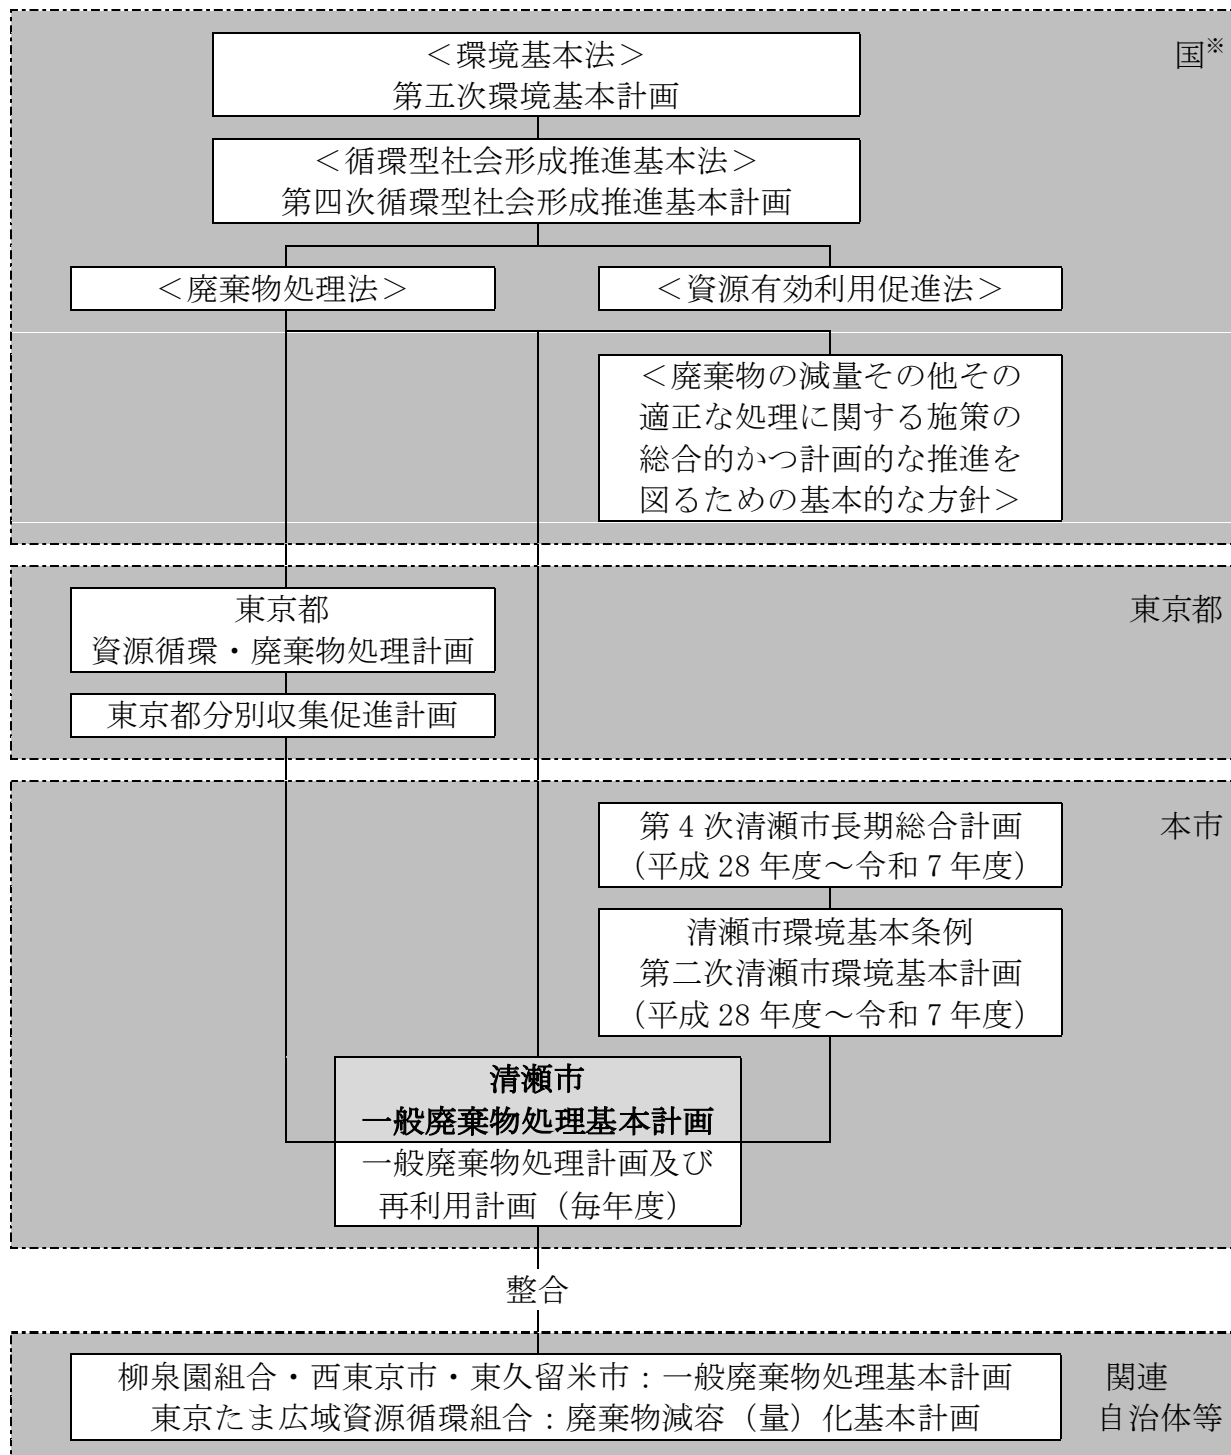 国※
＜環境基本法＞
第五次環境基本計画
＜循環型社会形成推進基本法＞
第四次循環型社会形成推進基本計画
＜廃棄物処理法＞
＜資源有効利用促進法＞
＜廃棄物の減量その他その
適正な処理に関する施策の
総合的かつ計画的な推進を
図るための基本的な方針＞
東京都
東京都
資源循環・廃棄物処理計画
東京都分別収集促進計画
本市
第 4 次清瀬市長期総合計画
（平成 28 年度～令和 7 年度）
清瀬市環境基本条例
第二次清瀬市環境基本計画
（平成 28 年度～令和 7 年度）
清瀬市
一般廃棄物処理基本計画
一般廃棄物処理計画及び
再利用計画（毎年度）
整合
柳泉園組合・西東京市・東久留米市：一般廃棄物処理基本計画
東京たま広域資源循環組合：廃棄物減容（量）化基本計画
関連
自治体等